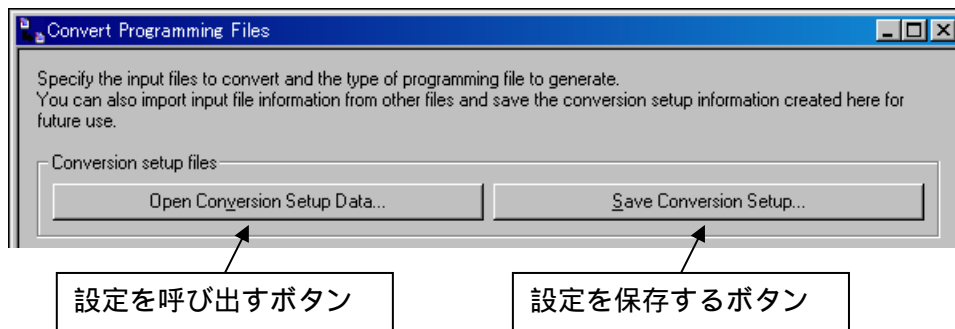 Convert Programming Files
Specify the input files to convert and the type of programming file to generate.
You can also import input file information from other files and save the conversion setup information created here for
future use.
Conversion setup files
Open Conversion Setup Data...
Save Conversion Setup...
設定を呼び出すボタン
設定を保存するボタン